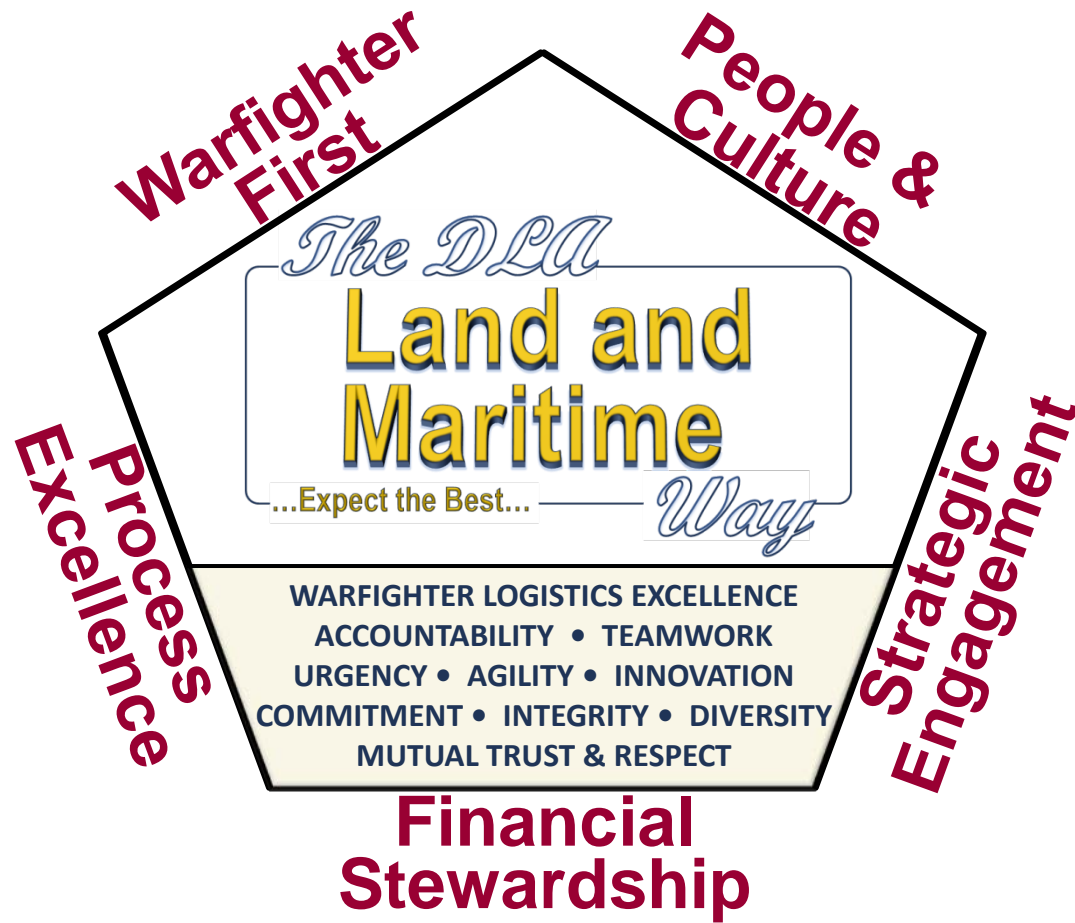 Warfighter
First
People &
Culture
The DLA
Land and
Maritime
...Expect the Best...
Way
Process
Excellence
Strategic
Engagement
WARFIGHTER LOGISTICS EXCELLENCE
ACCOUNTABILITY • TEAMWORK
URGENCY • AGILITY • INNOVATION
COMMITMENT • INTEGRITY • DIVERSITY
MUTUAL TRUST & RESPECT
Financial
Stewardship